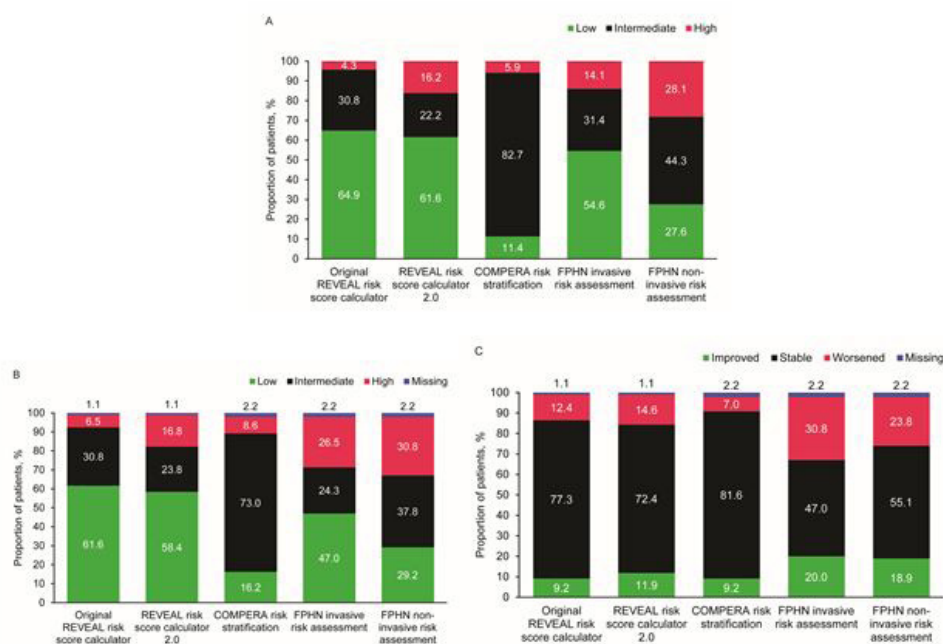 A
Low Intermediate High
Proportion of patients, %
100
90
80
70
60
50
40
30
20
10
0
4.3 16.2 5.9 14.1 28.1
30.8 22.2 82.7 31.4 44.3
64.9 61.6 11.4 54.6 27.6
Original REVEAL risk score calculator
REVEAL risk score calculator 2.0
COMPERA risk stratification
FPHN invasive risk assessment
FPHN non-invasive risk assessment
B
Low Intermediate High Missing
Proportion of patients, %
100
90
80
70
60
50
40
30
20
10
0
1.1 1.1 2.2 2.2 2.2
6.5 16.8 8.6 26.5 30.8
30.8 23.8 73.0 24.3 37.8
61.6 58.4 16.2 47.0 29.2
Original REVEAL risk score calculator
REVEAL risk score calculator 2.0
COMPERA risk stratification
FPHN invasive risk assessment
FPHN non-invasive risk assessment
C
Improved Stable Worsened Missing
Proportion of patients, %
100
90
80
70
60
50
40
30
20
10
0
1.1 1.1 2.2 2.2 2.2
12.4 14.6 7.0 30.8 23.8
77.3 72.4 81.6 47.0 55.1
9.2 11.9 9.2 20.0 18.9
Original REVEAL risk score calculator
REVEAL risk score calculator 2.0
COMPERA risk stratification
FPHN invasive risk assessment
FPHN non-invasive risk assessment